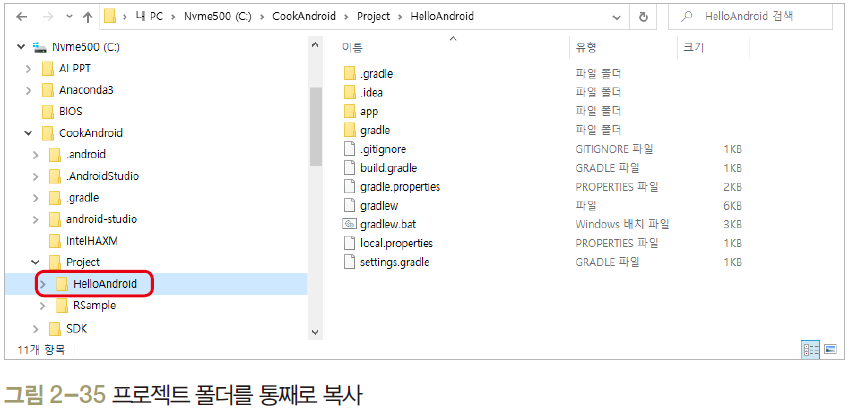 내 PC > Nvme500 (C:) > CookAndroid > Project > HelloAndroid
HelloAndroid 검색
Nvme500 (C:)
AI PPT
Anaconda3
BIOS
CookAndroid
.android
.AndroidStudio
.gradle
android-studio
IntelHAXM
Project
HelloAndroid
RSample
SDK
이름 유형 크기
.gradle 파일 폴더
.idea 파일 폴더
app 파일 폴더
gradle 파일 폴더
.gitignore GITIGNORE 파일 1KB
build.gradle GRADLE 파일 1KB
gradle.properties PROPERTIES 파일 2KB
gradlew 파일 6KB
gradlew.bat Windows 배치 파일 3KB
local.properties PROPERTIES 파일 1KB
settings.gradle GRADLE 파일 1KB
11개 항목
그림 2-35 프로젝트 폴더를 통째로 복사